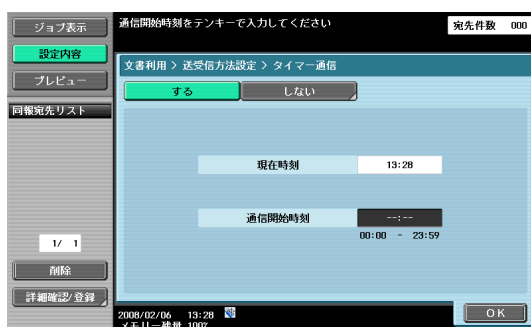 ジョブ表示
通信開始時刻をテンキーで入力してください
宛先件数 000
設定内容
文書利用 > 送受信方法設定 > タイマー通信
プレビュー
する
しない
同報宛先リスト
現在時刻 13:28
通信開始時刻 --:--
00:00 - 23:59
1/ 1
削除
詳細確認/登録
OK
2008/02/06 13:28
メモリー残量 100%